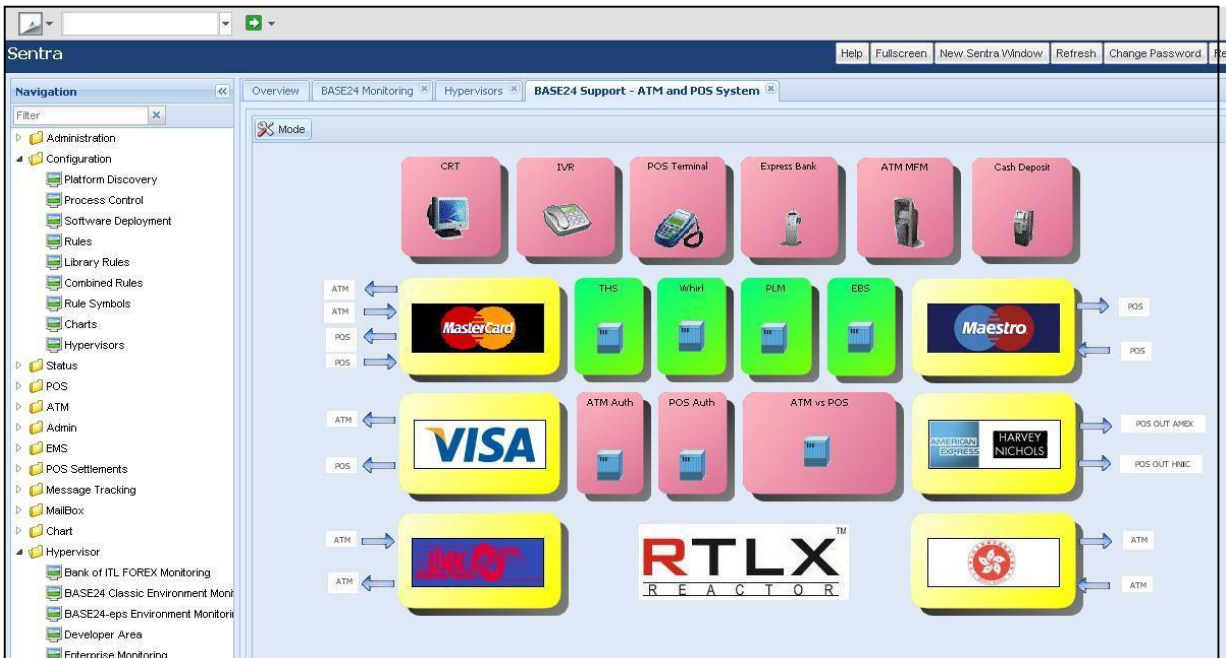 Sentra
Help Fullscreen New Sentra Window Refresh Change Password Re
Navigation
Filter
Administration
Configuration
Platform Discovery
Process Control
Software Deployment
Rules
Library Rules
Combined Rules
Rule Symbols
Charts
Hypervisors
Status
POS
ATM
Admin
EMS
POS Settlements
Message Tracking
MailBox
Chart
Hypervisor
Bank of ITL FOREX Monitoring
BASE24 Classic Environment Moni
BASE24-eps Environment Monitorin
Developer Area
Enterprise Monitoring
Overview BASE24 Monitoring Hypervisors BASE24 Support - ATM and POS System
Mode
CRT IVR POS Terminal Express Bank ATM MFM Cash Deposit
ATM
ATM
POS
POS
MasterCard
THS Whirl PLM EBS
Maestro
POS
POS
ATM
POS
VISA
ATM Auth POS Auth ATM vs POS
AMERICAN EXPRESS
HARVEY NICHOLS
POS OUT AMEX
POS OUT HNIC
ATM
ATM
LINK
RTLX™
REACTOR
ATM
ATM